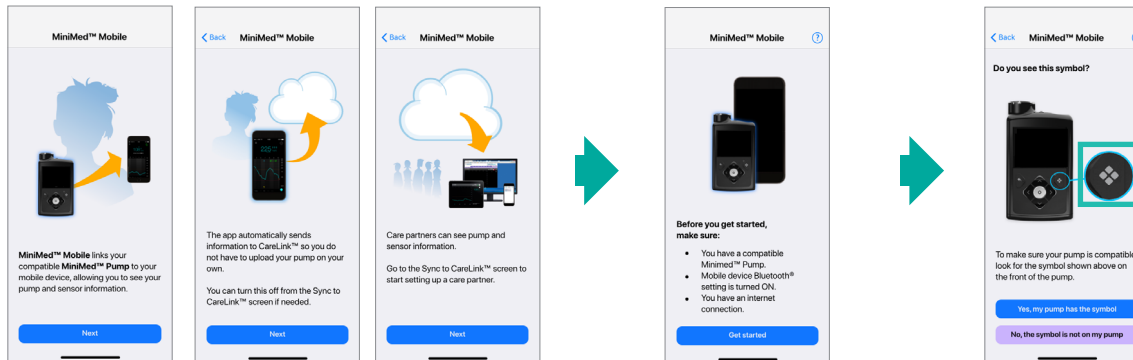 MiniMed™ Mobile
MiniMed™ Mobile links your
compatible MiniMed™ Pump to your
mobile device, allowing you to see your
pump and sensor information.
Next
Back MiniMed™ Mobile
The app automatically sends
information to CareLink™ so you do
not have to upload your pump on your
own.
You can turn this off from the Sync to
CareLink™ screen if needed.
Next
Back MiniMed™ Mobile
Care partners can see pump and
sensor information.
Go to the Sync to CareLink™ screen to
start setting up a care partner.
Next
MiniMed™ Mobile ?
Before you get started,
make sure:
• You have a compatible
Minimed™ Pump.
• Mobile device Bluetooth®
setting is turned ON.
• You have an internet
connection.
Get started
Back MiniMed™ Mobile
Do you see this symbol?
To make sure your pump is compatible
look for the symbol shown above on
the front of the pump.
Yes, my pump has the symbol
No, the symbol is not on my pump